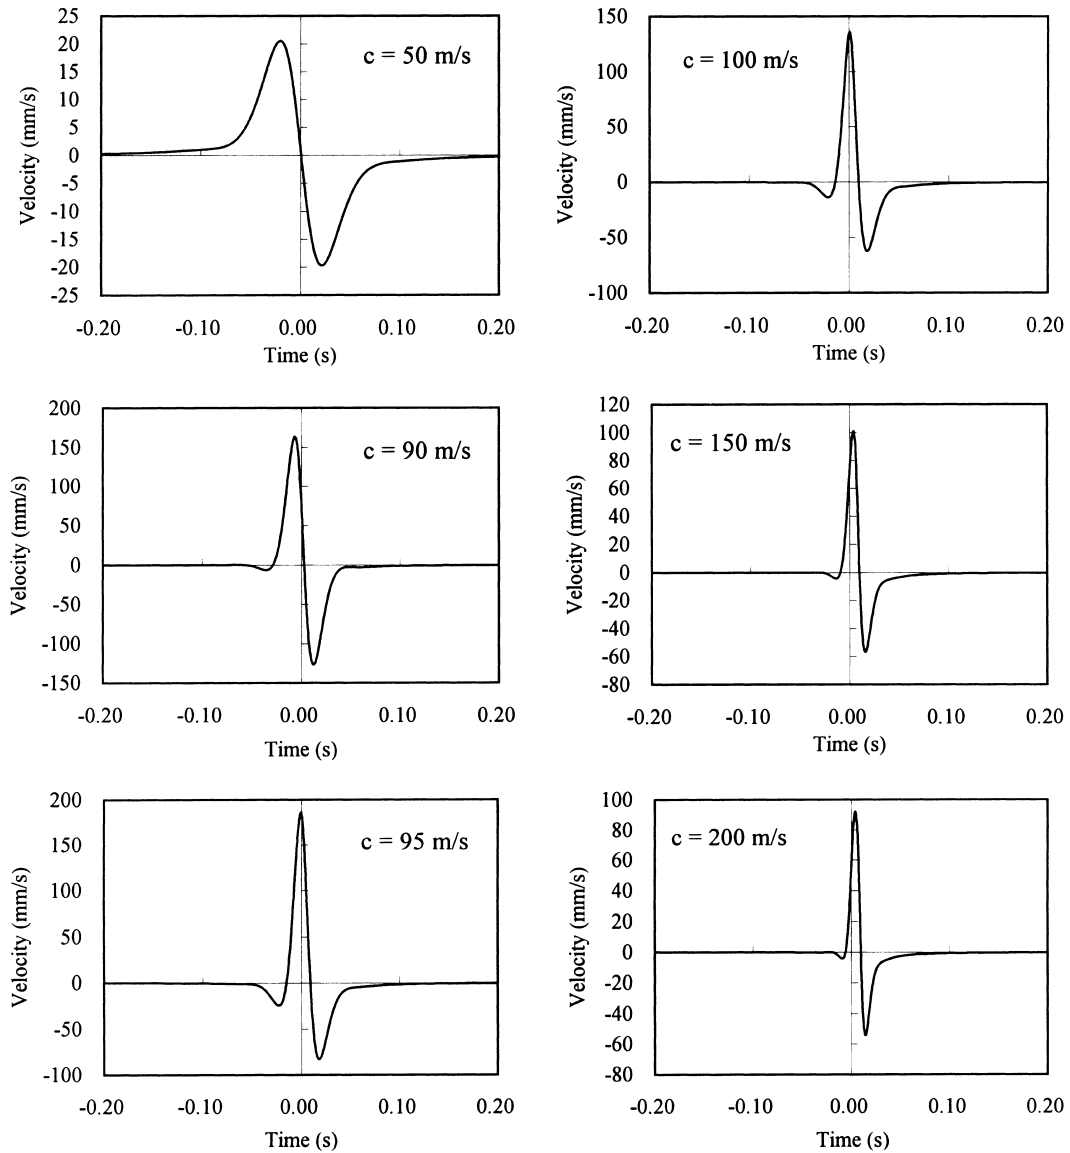 25
20
15
10
5
0
-5
-10
-15
-20
-25
Velocity (mm/s)
c = 50 m/s
-0.20 -0.10 0.00 0.10 0.20
Time (s)
150
100
50
0
-50
-100
Velocity (mm/s)
c = 100 m/s
-0.20 -0.10 0.00 0.10 0.20
Time (s)
200
150
100
50
0
-50
-100
-150
Velocity (mm/s)
c = 90 m/s
-0.20 -0.10 0.00 0.10 0.20
Time (s)
120
100
80
60
40
20
0
-20
-40
-60
-80
Velocity (mm/s)
c = 150 m/s
-0.20 -0.10 0.00 0.10 0.20
Time (s)
200
150
100
50
0
-50
-100
Velocity (mm/s)
c = 95 m/s
-0.20 -0.10 0.00 0.10 0.20
Time (s)
100
80
60
40
20
0
-20
-40
-60
-80
Velocity (mm/s)
c = 200 m/s
-0.20 -0.10 0.00 0.10 0.20
Time (s)